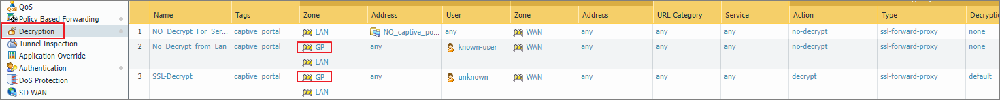 QoS
Policy Based Forwarding
Decryption
Tunnel Inspection
Application Override
Authentication
DoS Protection
SD-WAN
Name Tags Zone Address User Zone Address URL Category Service Action Type Decryptio
1 NO_Decrypt_For_Ser... captive_portal LAN NO_captive_po... any WAN any any any no-decrypt ssl-forward-proxy none
2 No_Decrypt_from_Lan captive_portal GP any known-user WAN any any any no-decrypt ssl-forward-proxy none
LAN
3 SSL-Decrypt captive_portal GP any unknown WAN any any any decrypt ssl-forward-proxy default
LAN